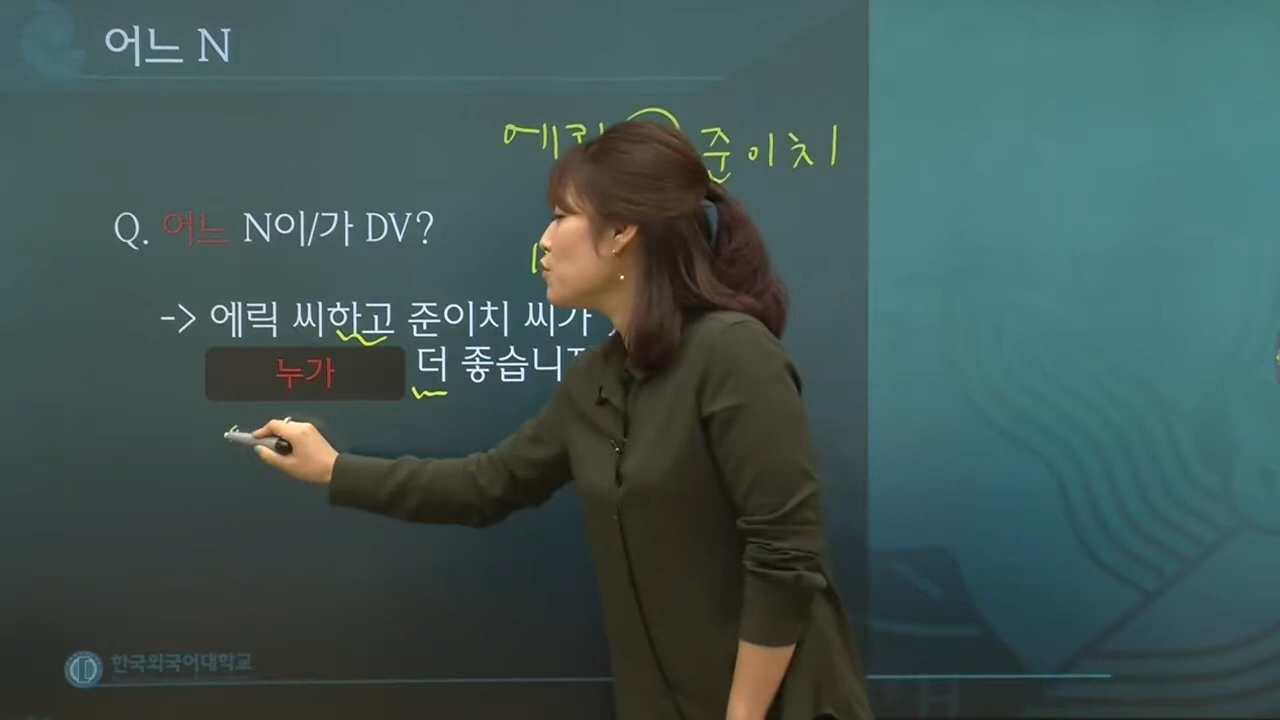 어느 N
준이치
Q. 어느 N이/가 DV?
-> 에릭 씨하고 준이치 씨가
누가 더 좋습니
한국외국어대학교